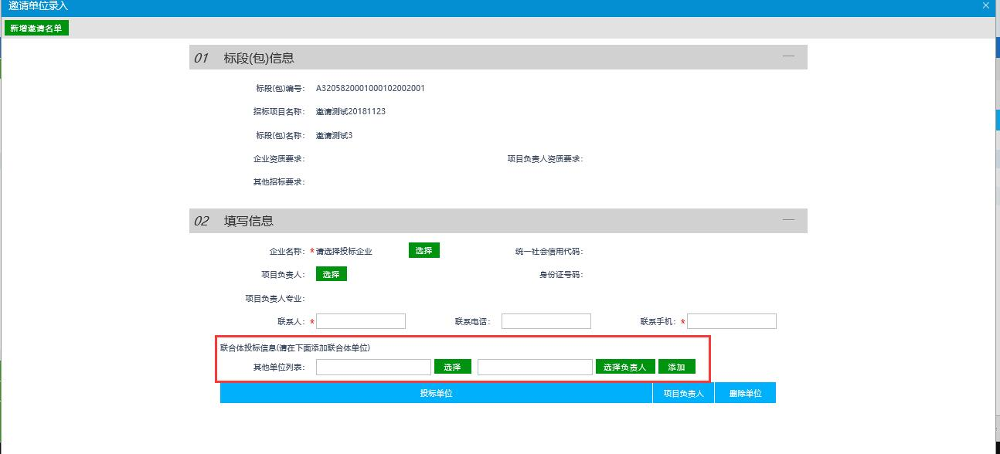 邀请单位录入
新增邀请名单
01 标段(包)信息
标段(包)编号: A3205820001000102002001
招标项目名称: 邀请测试20181123
标段(包)名称: 邀请测试3
企业资质要求: 项目负责人资质要求:
其他招标要求:
02 填写信息
企业名称: *请选择投标企业 选择 统一社会信用代码:
项目负责人: 选择 身份证号码:
项目负责人专业:
联系人: * 联系电话: 联系手机: *
联合体投标信息(请在下面添加联合体单位)
其他单位列表: 选择 选择负责人 添加
投标单位 项目负责人 删除单位